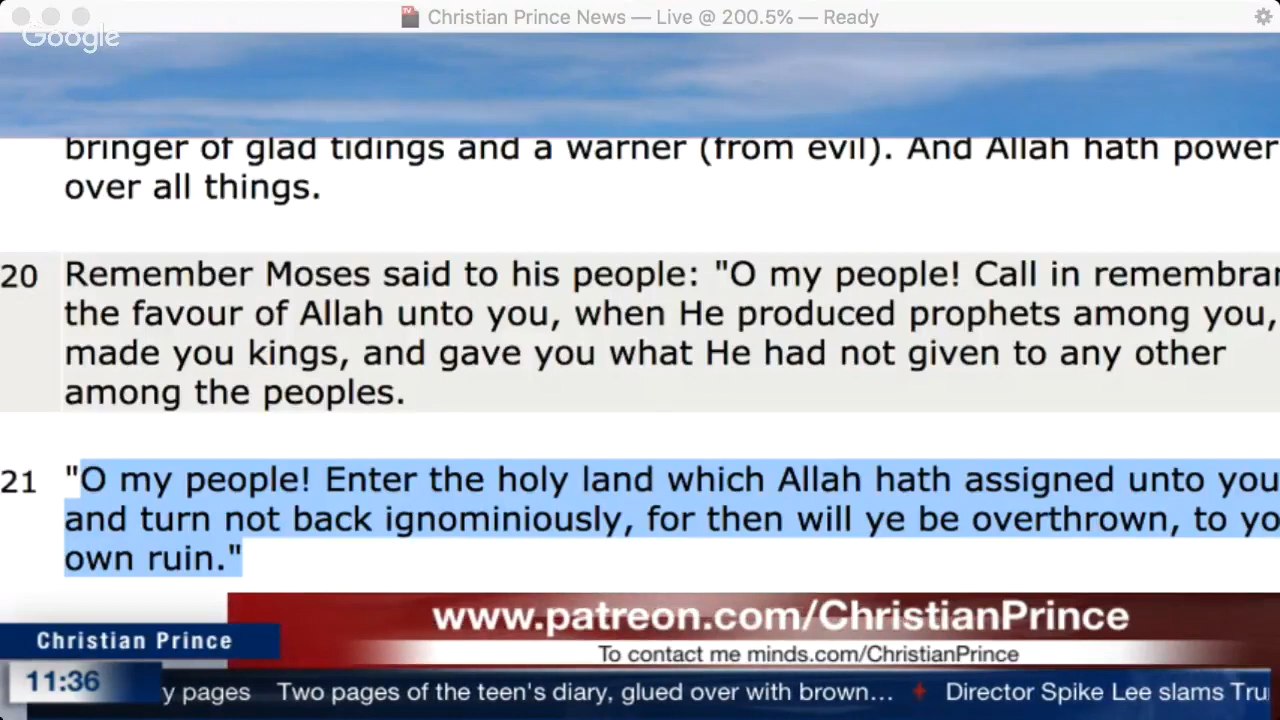 Christian Prince News — Live @ 200.5% — Ready
Google
bringer of glad tidings and a warner (from evil). And Allah hath power
over all things.
20 Remember Moses said to his people: "O my people! Call in
the favour of Allah unto you, when He produced prophets among you,
made you kings, and gave you what He had not given to any other
among the peoples.
21 "O my people! Enter the holy land which Allah hath assigned unto you
and turn not back ignominiously, for then will ye be overthrown, to
own ruin."
www.patreon.com/ChristianPrince
Christian Prince
To contact me minds.com/ChristianPrince
11:36
y pages Two pages of the teen's diary, glued over with brown... Director Spike Lee slams